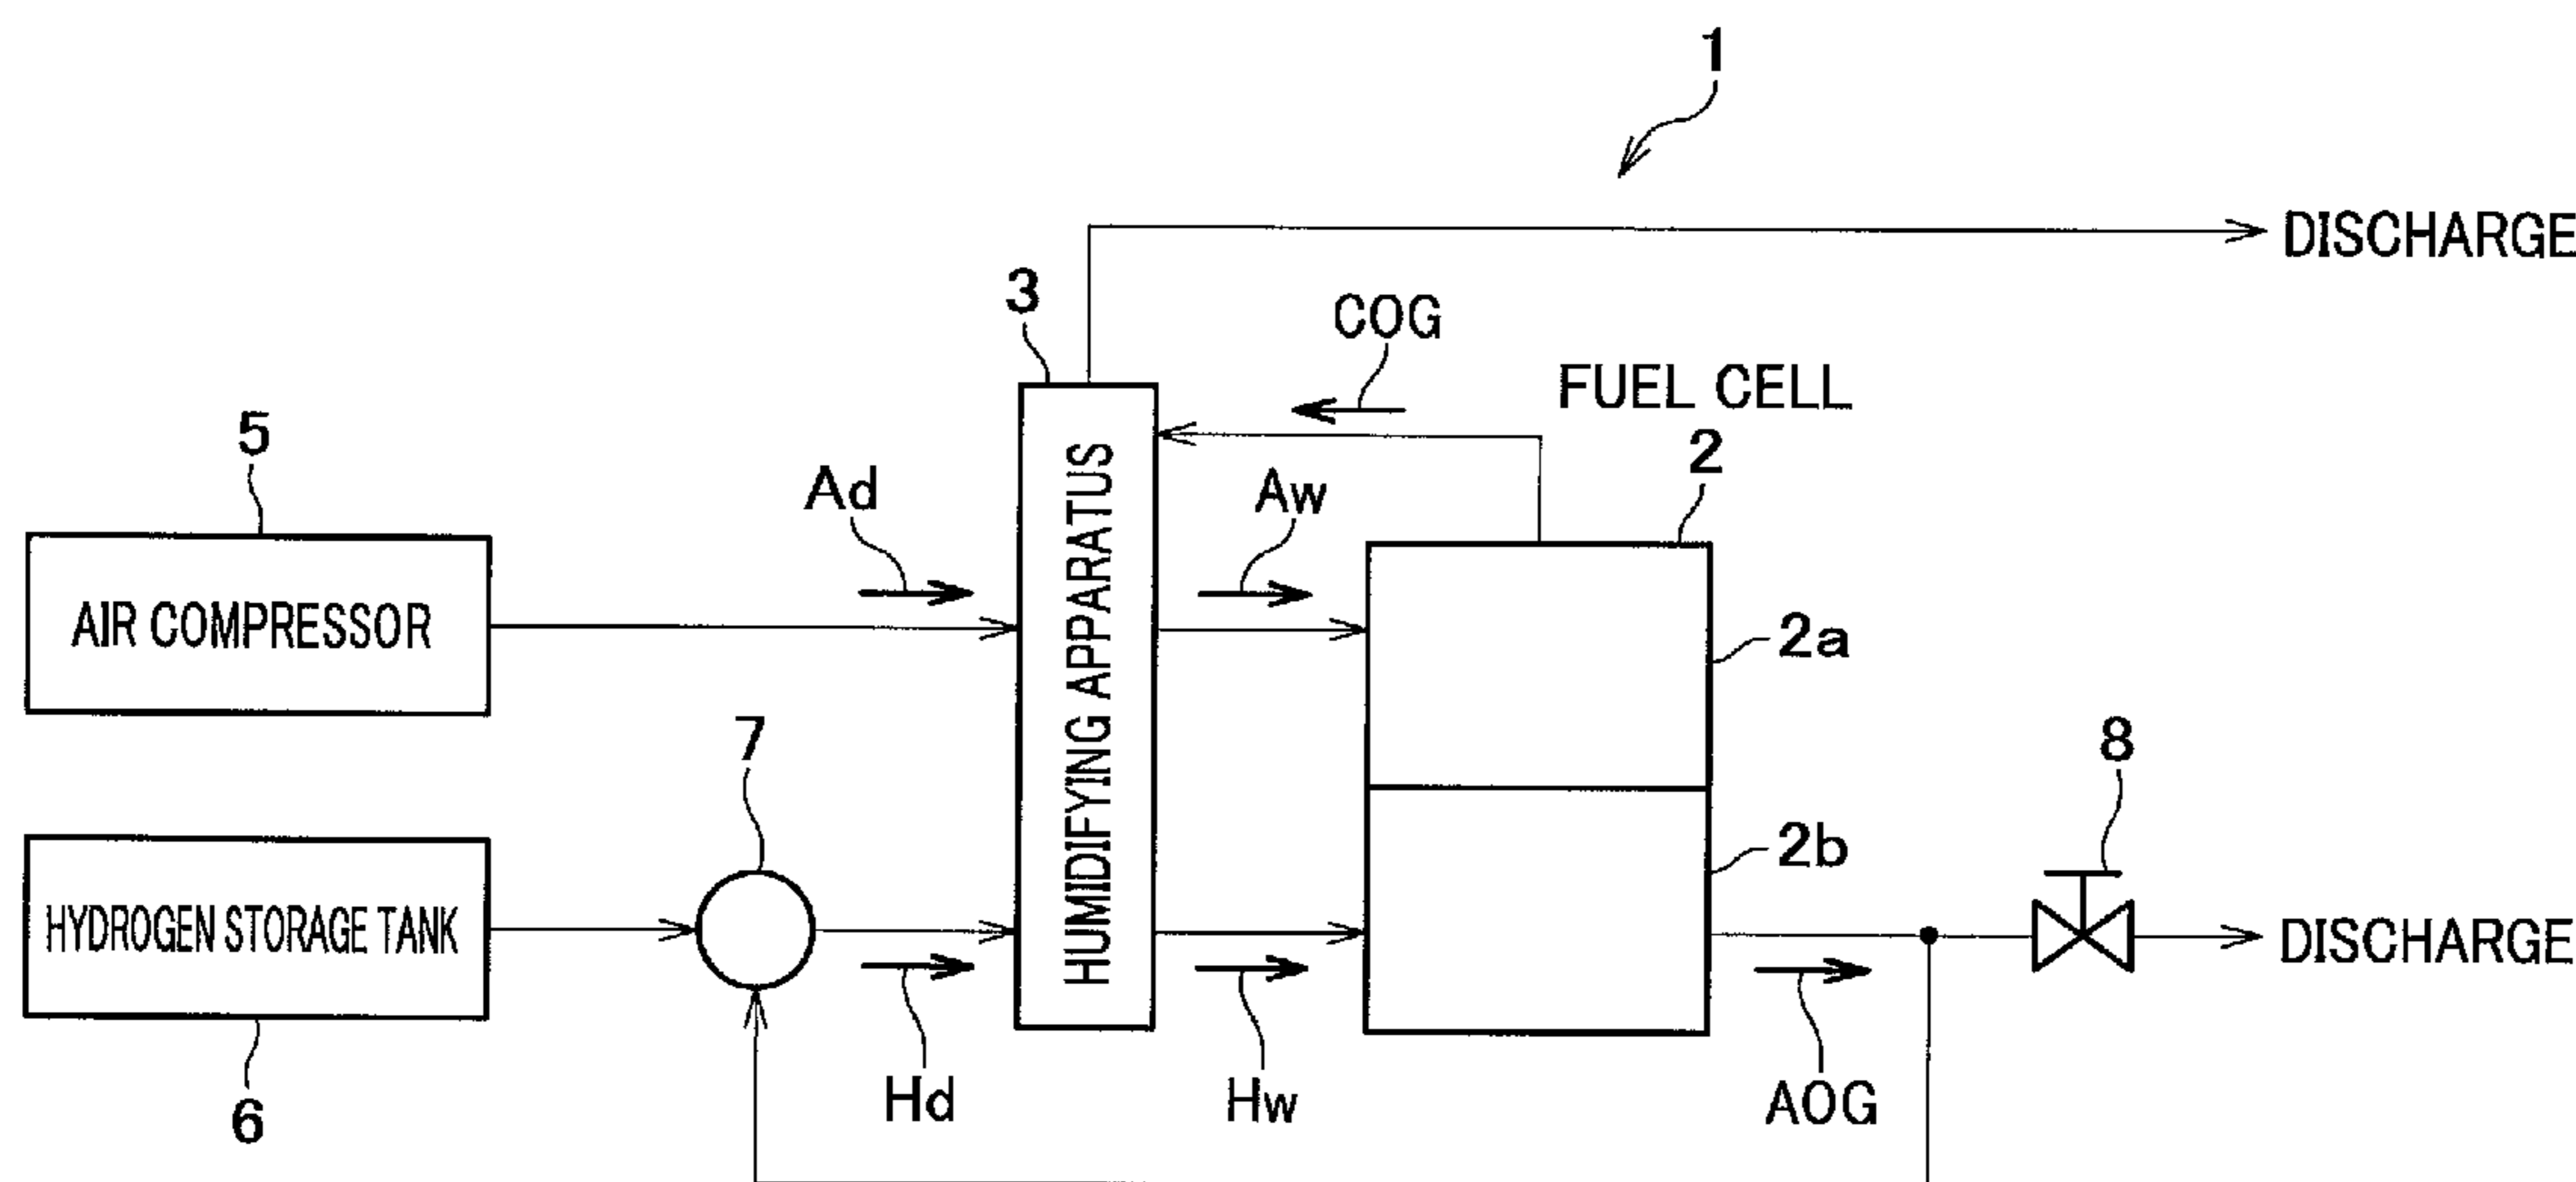 1
DISCHARGE
3
COG
FUEL CELL
2
5
Ad
Aw
AIR COMPRESSOR
HUMIDIFYING APPARATUS
2a
7
8
2b
HYDROGEN STORAGE TANK
DISCHARGE
6
Hd
Hw
AOG